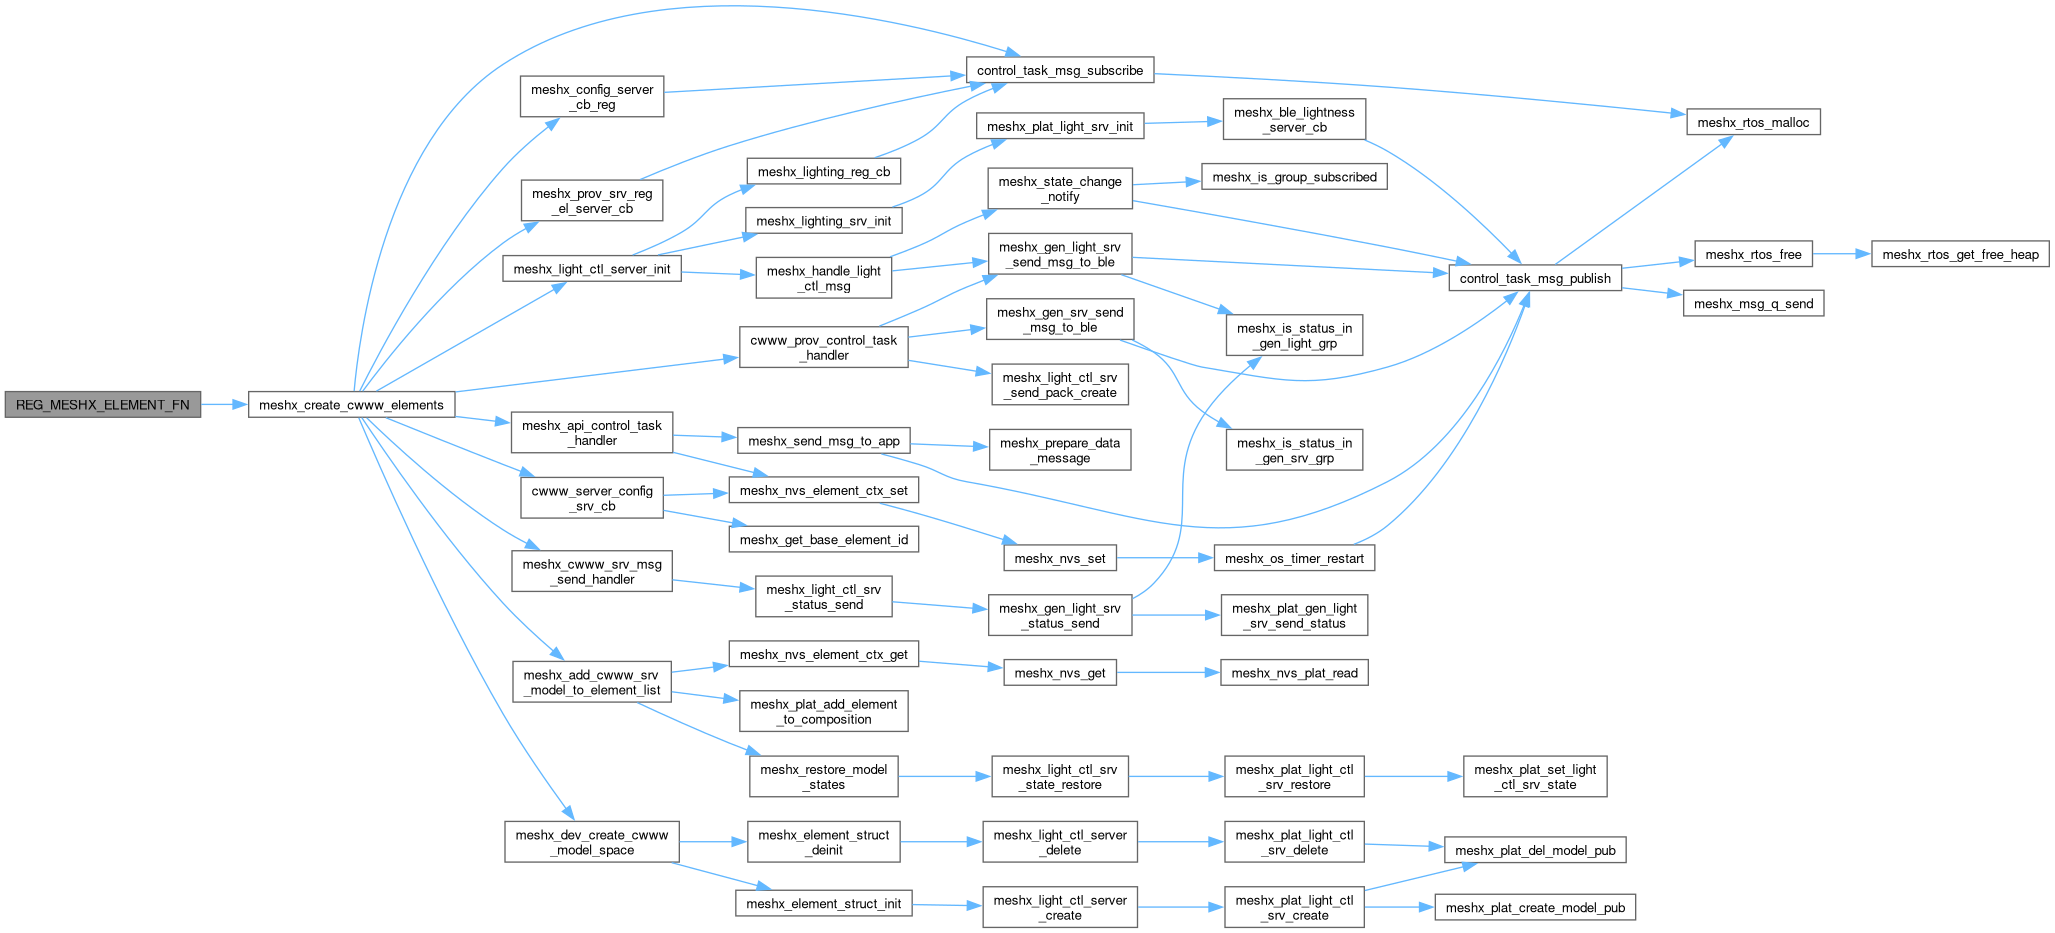 REG_MESHX_ELEMENT_FN
meshx_create_cwww_elements
control_task_msg_subscribe
meshx_rtos_malloc
meshx_config_server
_cb_reg
meshx_prov_srv_reg
_el_server_cb
meshx_light_ctl_server_init
meshx_lighting_reg_cb
meshx_lighting_srv_init
meshx_plat_light_srv_init
meshx_ble_lightness
_server_cb
control_task_msg_publish
meshx_rtos_free
meshx_rtos_get_free_heap
meshx_msg_q_send
meshx_handle_light
_ctl_msg
meshx_state_change
_notify
meshx_is_group_subscribed
meshx_gen_light_srv
_send_msg_to_ble
meshx_is_status_in
_gen_light_grp
cwww_prov_control_task
_handler
meshx_gen_srv_send
_msg_to_ble
meshx_is_status_in
_gen_srv_grp
meshx_light_ctl_srv
_send_pack_create
meshx_api_control_task
_handler
meshx_send_msg_to_app
meshx_prepare_data
_message
meshx_nvs_element_ctx_set
meshx_nvs_set
meshx_os_timer_restart
cwww_server_config
_srv_cb
meshx_get_base_element_id
meshx_cwww_srv_msg
_send_handler
meshx_light_ctl_srv
_status_send
meshx_gen_light_srv
_status_send
meshx_plat_gen_light
_srv_send_status
meshx_add_cwww_srv
_model_to_element_list
meshx_nvs_element_ctx_get
meshx_nvs_get
meshx_nvs_plat_read
meshx_plat_add_element
_to_composition
meshx_restore_model
_states
meshx_light_ctl_srv
_state_restore
meshx_plat_light_ctl
_srv_restore
meshx_plat_set_light
_ctl_srv_state
meshx_dev_create_cwww
_model_space
meshx_element_struct
_deinit
meshx_light_ctl_server
_delete
meshx_plat_light_ctl
_srv_delete
meshx_plat_del_model_pub
meshx_element_struct_init
meshx_light_ctl_server
_create
meshx_plat_light_ctl
_srv_create
meshx_plat_create_model_pub